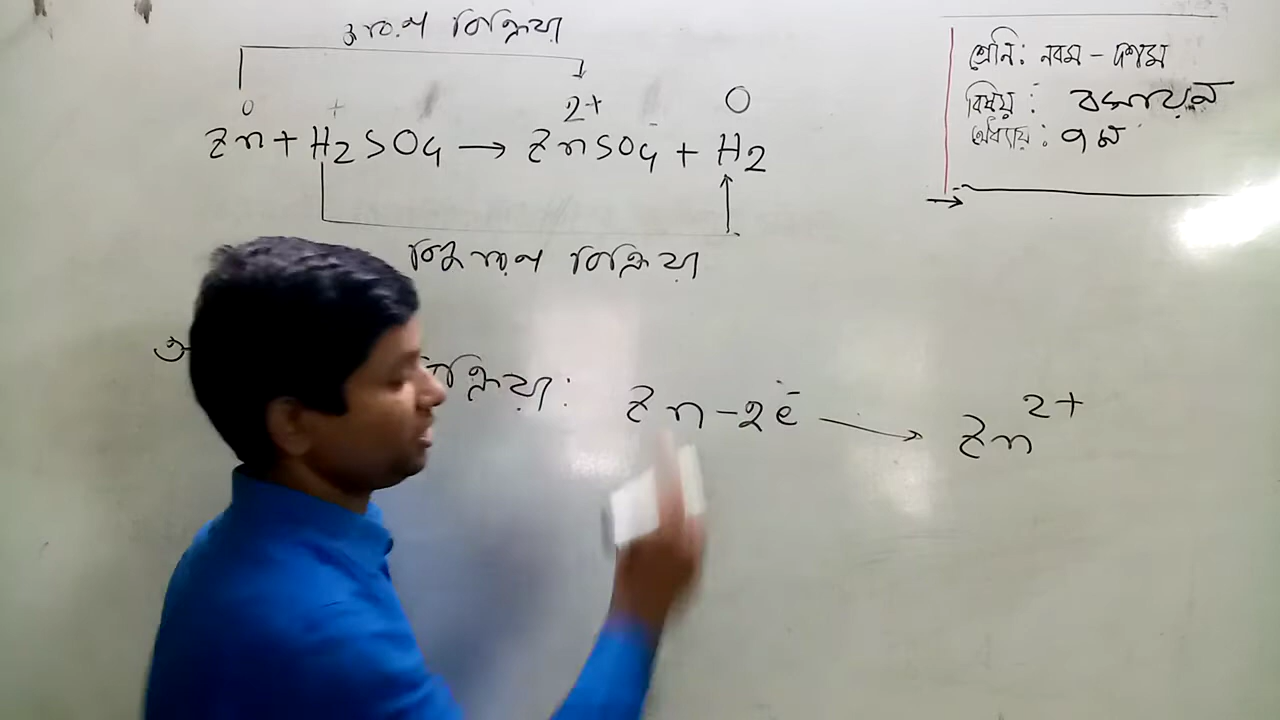 জারণ বিক্রিয়া
0 + 2+ 0
Zn + H2SO4 → ZnSO4 + H2
বিজারণ বিক্রিয়া
শ্রেনি: নবম - দশম
বিষয়: রসায়ন
অধ্যায়: ৭ম
বিক্রিয়া: Zn - 2e⁻ → Zn²⁺